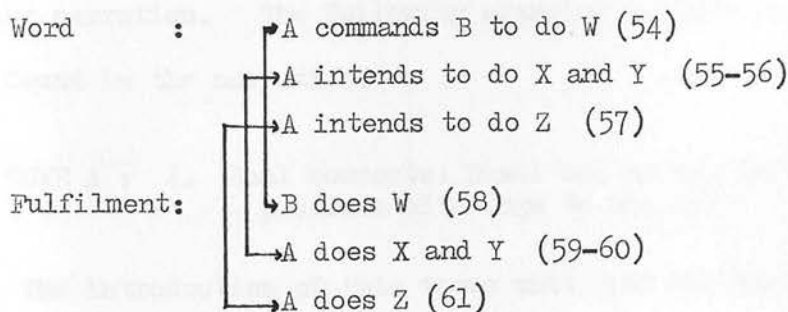 Word : A commands B to do W (54)
A intends to do X and Y (55-56)
A intends to do Z (57)
Fulfilment: B does W (58)
A does X and Y (59-60)
A does Z (61)